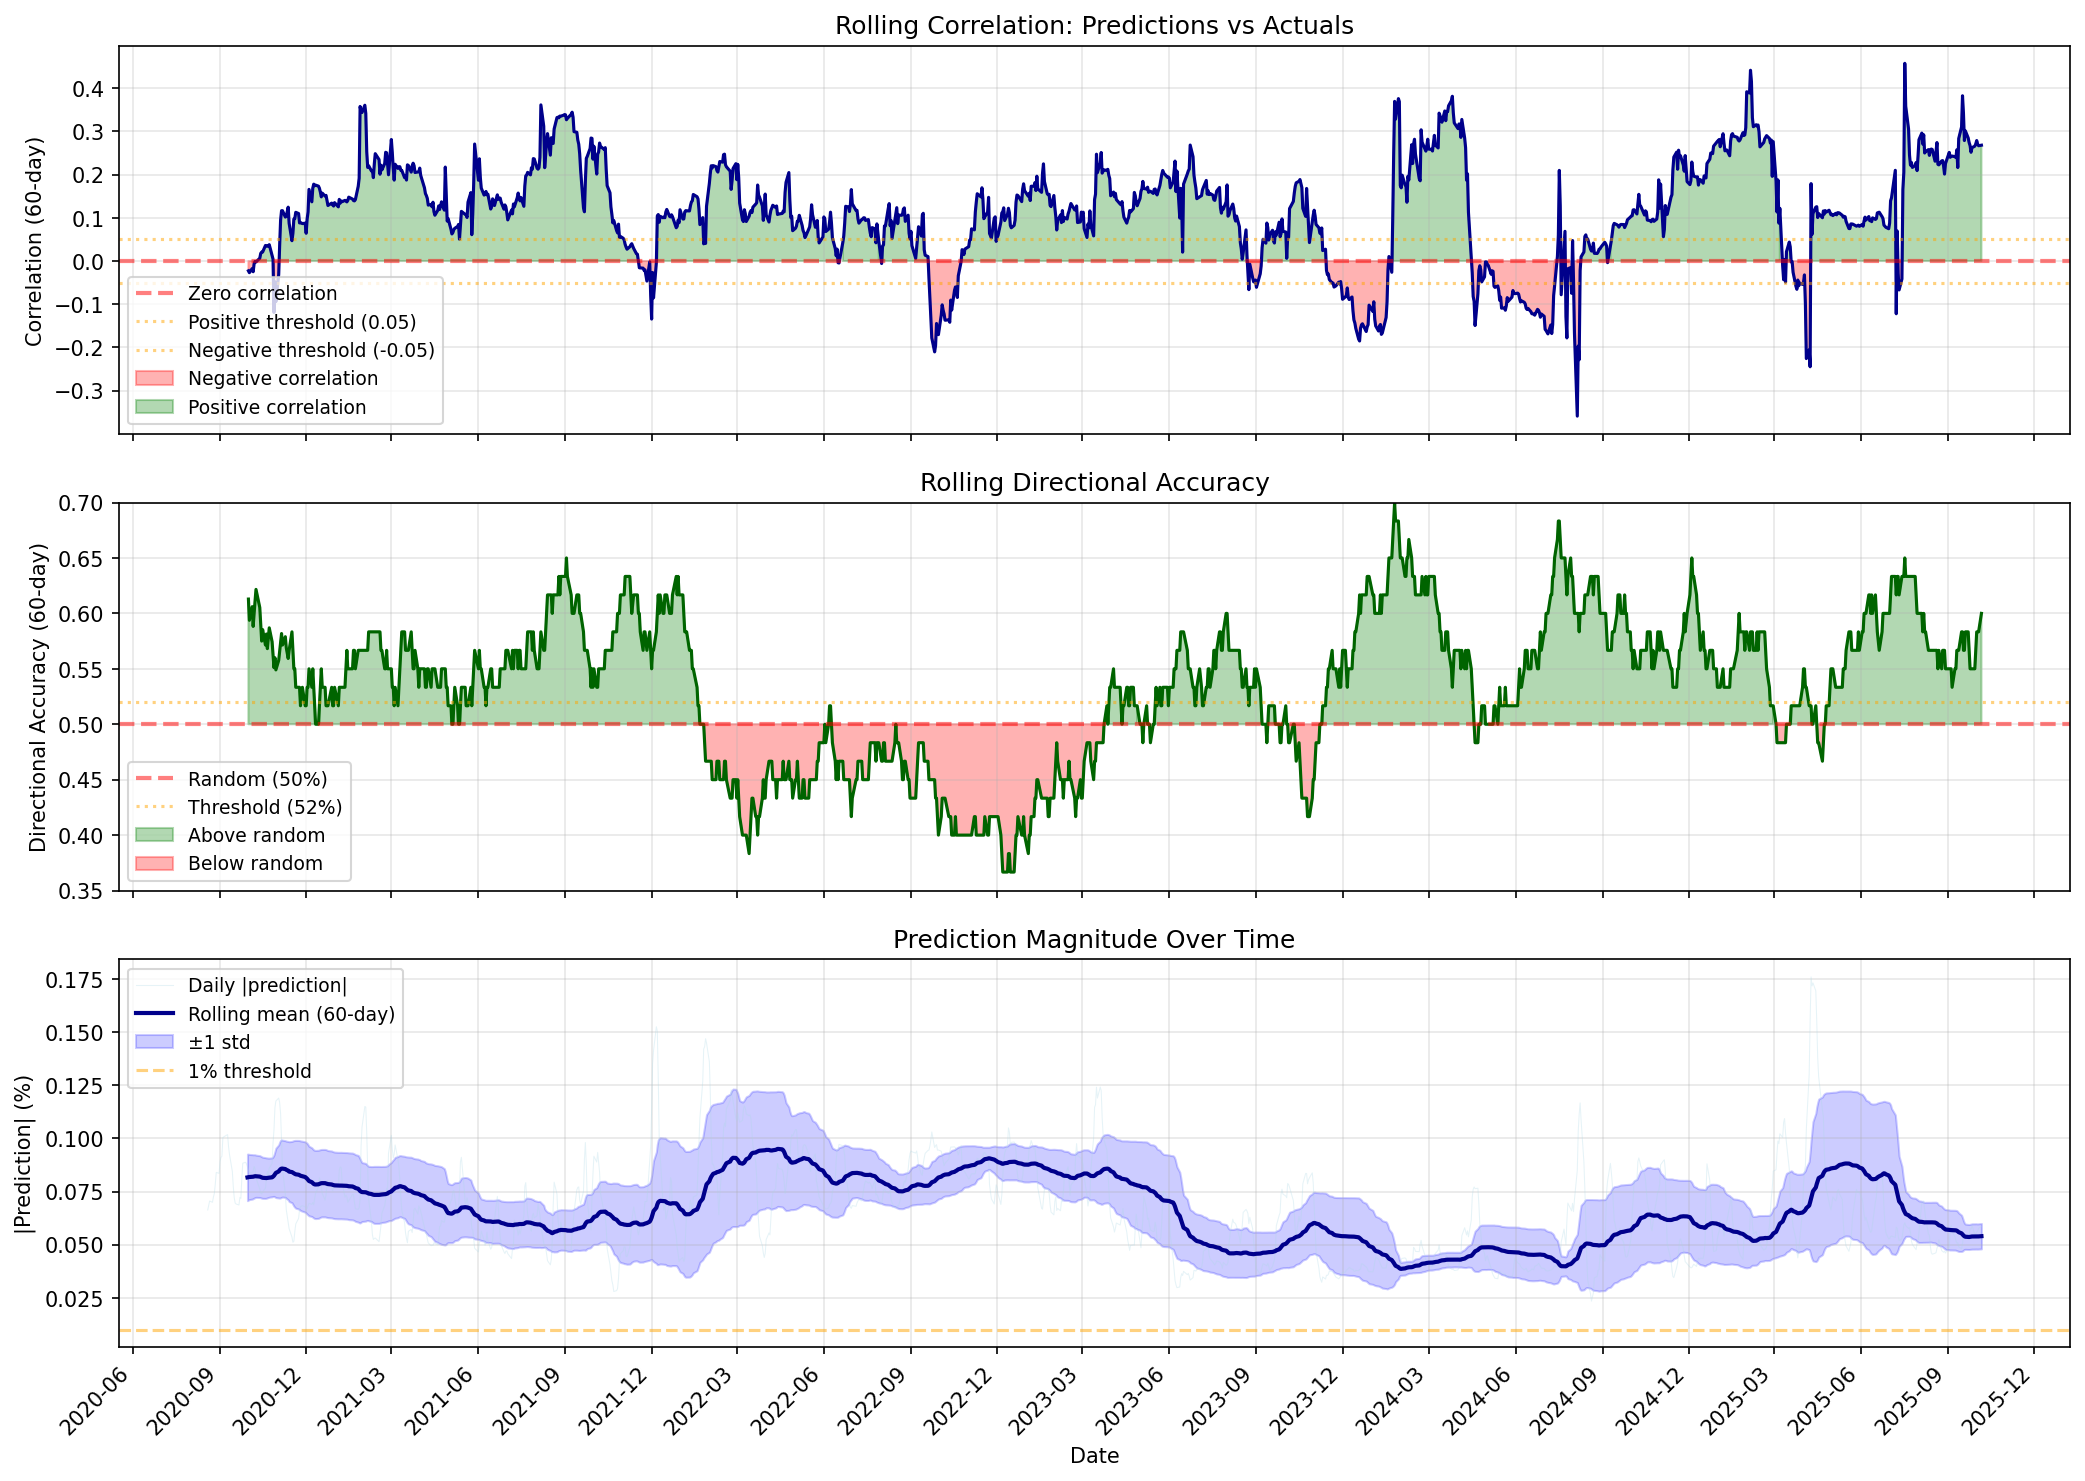 Rolling Correlation: Predictions vs Actuals
Correlation (60-day)
0.4
0.3
0.2
0.1
0.0
−0.1
−0.2
−0.3
Zero correlation
Positive threshold (0.05)
Negative threshold (-0.05)
Negative correlation
Positive correlation
Rolling Directional Accuracy
Directional Accuracy (60-day)
0.70
0.65
0.60
0.55
0.50
0.45
0.40
0.35
Random (50%)
Threshold (52%)
Above random
Below random
Prediction Magnitude Over Time
|Prediction| (%)
0.175
0.150
0.125
0.100
0.075
0.050
0.025
Daily |prediction|
Rolling mean (60-day)
±1 std
1% threshold
2020-06
2020-09
2020-12
2021-03
2021-06
2021-09
2021-12
2022-03
2022-06
2022-09
2022-12
2023-03
2023-06
2023-09
2023-12
2024-03
2024-06
2024-09
2024-12
2025-03
2025-06
2025-09
2025-12
Date